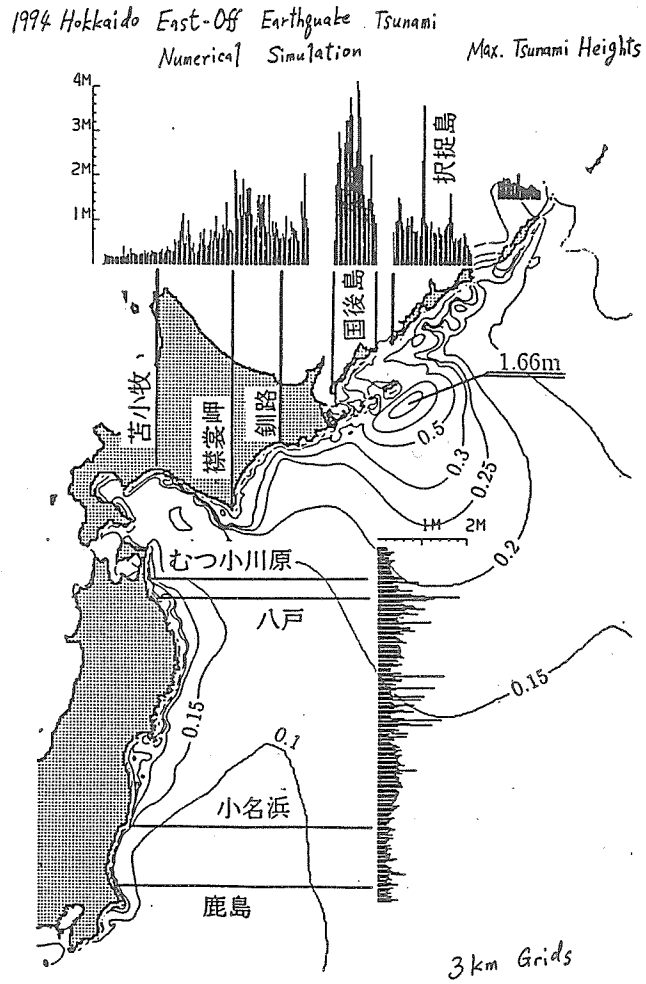 1994 Hokkaido East-Off Earthquake Tsunami
Numerical Simulation
Max. Tsunami Heights
4M
3M
2M
1M
択捉島
国後島
1.66m
苫小牧、
襟裳岬
釧路
0.5
0.3
0.25
0.2
1M 2M
むつ小川原
八戸
0.15
0.15
0.1
小名浜
鹿島
3km Grids